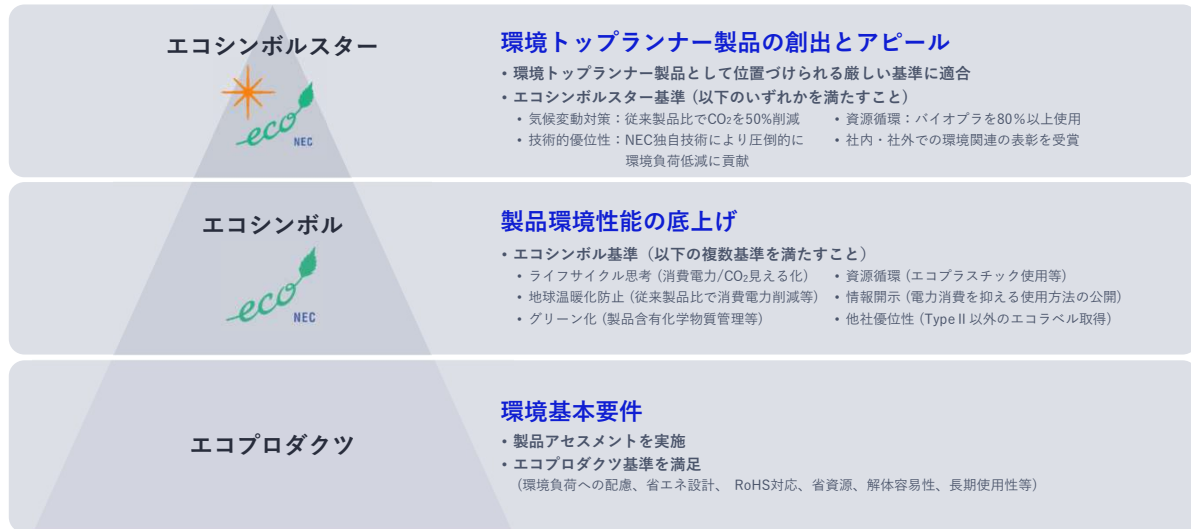 エコシンボルスター
eco
NEC
環境トップランナー製品の創出とアピール
・環境トップランナー製品として位置づけられる厳しい基準に適合
・エコシンボルスター基準 (以下のいずれかを満たすこと)
・気候変動対策：従来製品比でCO₂を50%削減
・技術的優位性：NEC独自技術により圧倒的に
環境負荷低減に貢献
・資源循環：バイオプラを80%以上使用
・社内・社外での環境関連の表彰を受賞
エコシンボル
eco
NEC
製品環境性能の底上げ
・エコシンボル基準（以下の複数基準を満たすこと）
・ライフサイクル思考 (消費電力/CO₂見える化)
・地球温暖化防止 (従来製品比で消費電力削減等)
・グリーン化 (製品含有化学物質管理等)
・資源循環 (エコプラスチック使用等)
・情報開示 (電力消費を抑える使用方法の公開)
・他社優位性 (TypeⅡ以外のエコラベル取得)
エコプロダクツ
環境基本要件
・製品アセスメントを実施
・エコプロダクツ基準を満足
(環境負荷への配慮、省エネ設計、 RoHS対応、省資源、解体容易性、長期使用性等)